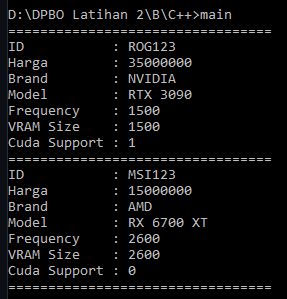 D:\DPBO Latihan 2\B\C++>main
==================================
ID           : ROG123
Harga        : 35000000
Brand        : NVIDIA
Model        : RTX 3090
Frequency    : 1500
VRAM Size    : 1500
Cuda Support : 1
==================================
ID           : MSI123
Harga        : 15000000
Brand        : AMD
Model        : RX 6700 XT
Frequency    : 2600
VRAM Size    : 2600
Cuda Support : 0
==================================